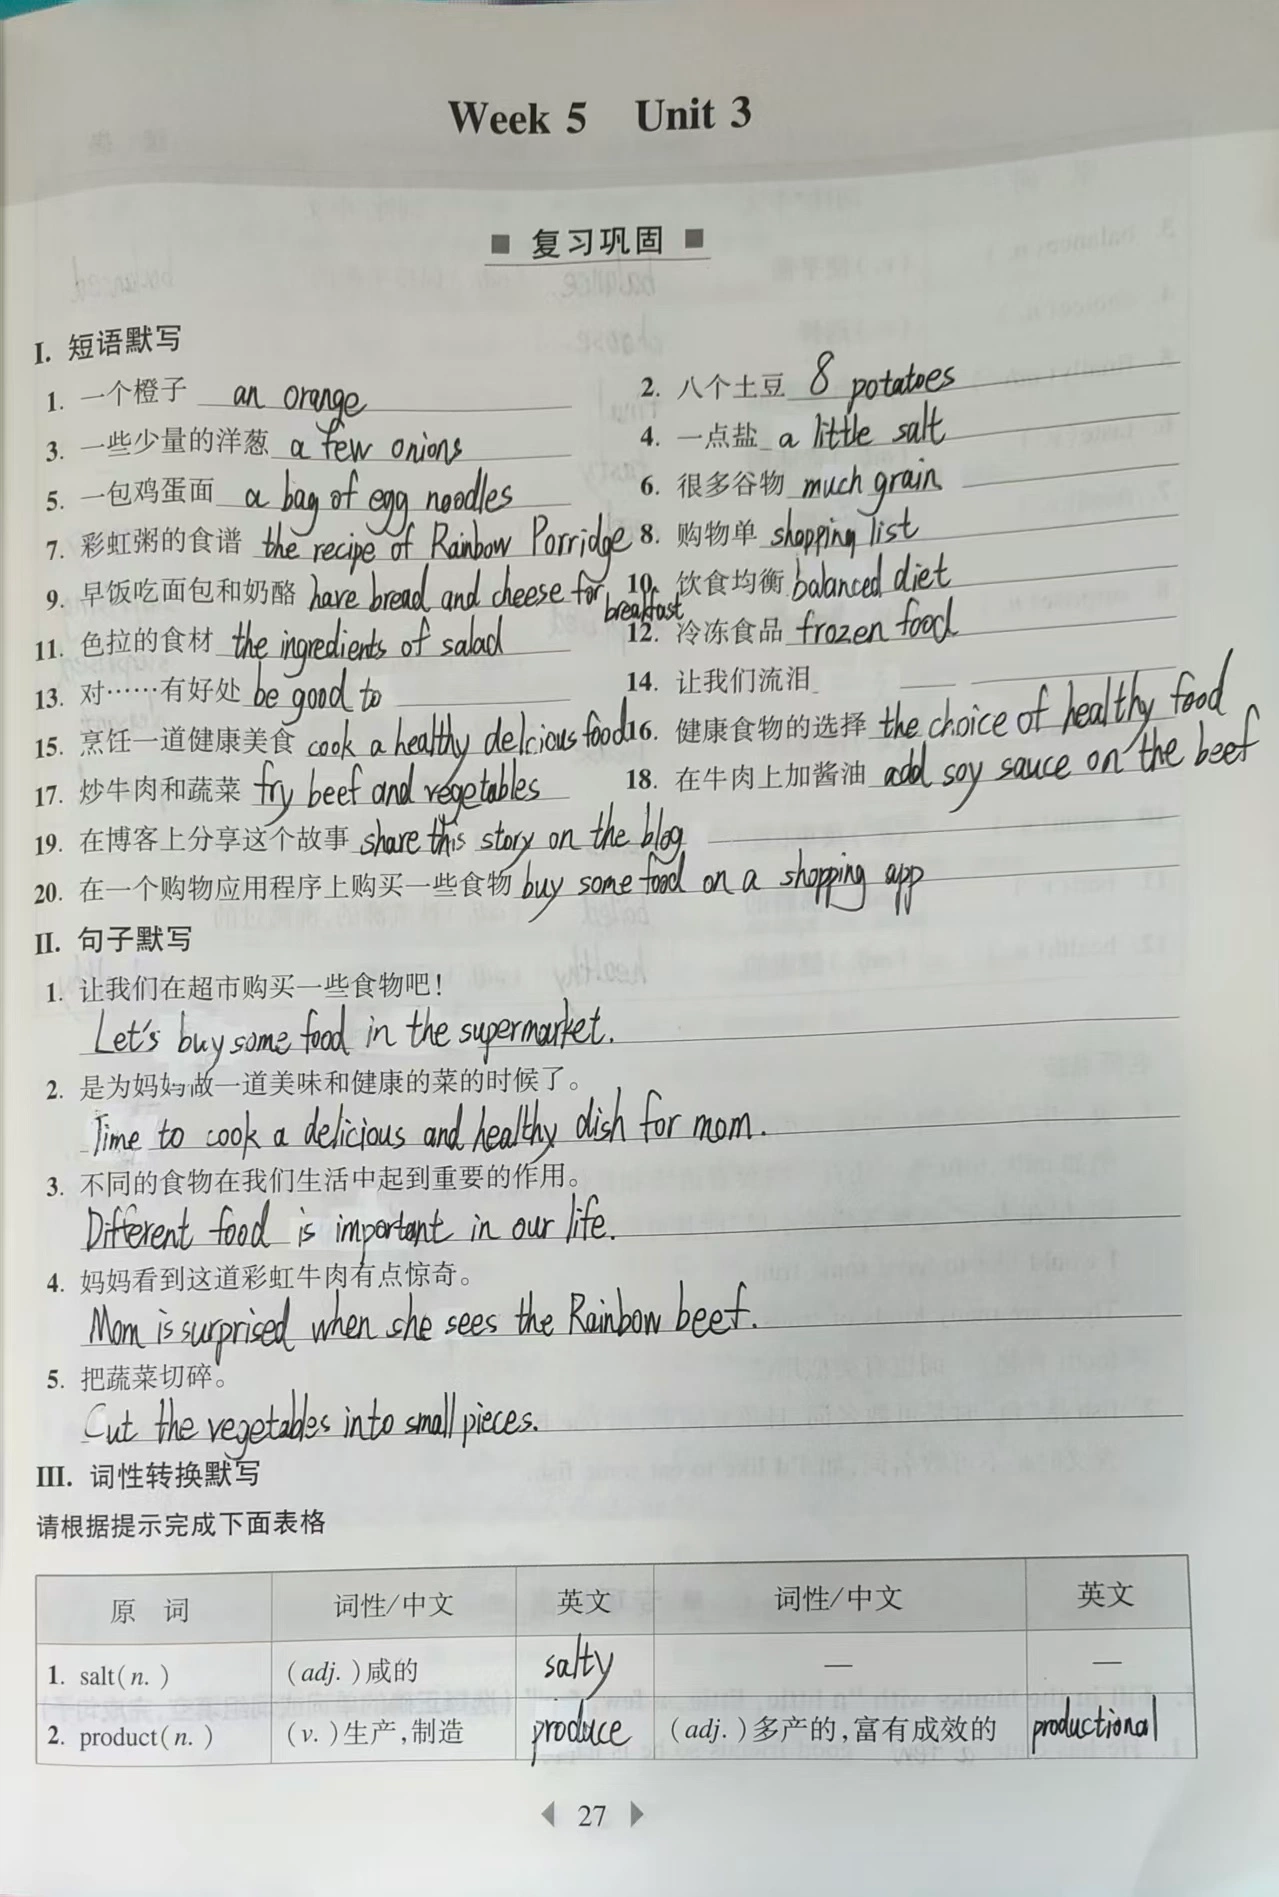 Week 5 Unit 3
■ 复习巩固 ■
I. 短语默写
1. 一个橙子 an orange 2. 八个土豆 8 potatoes
3. 一些少量的洋葱 a few onions 4. 一点盐 a little salt
5. 一包鸡蛋面 a bag of egg noodles 6. 很多谷物 much grain
7. 彩虹粥的食谱 the recipe of Rainbow Porridge 8. 购物单 shopping list
9. 早饭吃面包和奶酪 have bread and cheese for breakfast 10. 饮食均衡 balanced diet
11. 色拉的食材 the ingredients of salad 12. 冷冻食品 frozen food
13. 对……有好处 be good to 14. 让我们流泪
15. 烹饪一道健康美食 cook a healthy delcious food 16. 健康食物的选择 the choice of healthy food
17. 炒牛肉和蔬菜 fry beef and vegetables 18. 在牛肉上加酱油 add soy sauce on the beef
19. 在博客上分享这个故事 share this story on the blog
20. 在一个购物应用程序上购买一些食物 buy some food on a shopping app
II. 句子默写
1. 让我们在超市购买一些食物吧！
Let's buy some food in the supermarket.
2. 是为妈妈做一道美味和健康的菜的时候了。
Time to cook a delicious and healthy dish for mom.
3. 不同的食物在我们生活中起到重要的作用。
Different food is important in our life.
4. 妈妈看到这道彩虹牛肉有点惊奇。
Mom is surprised when she sees the Rainbow beef.
5. 把蔬菜切碎。
Cut the vegetables into small pieces.
III. 词性转换默写
请根据提示完成下面表格
原 词 词性/中文 英文 词性/中文 英文
1. salt(n.) (adj.)咸的 salty — —
2. product(n.) (v.)生产,制造 produce (adj.)多产的,富有成效的 productional
27